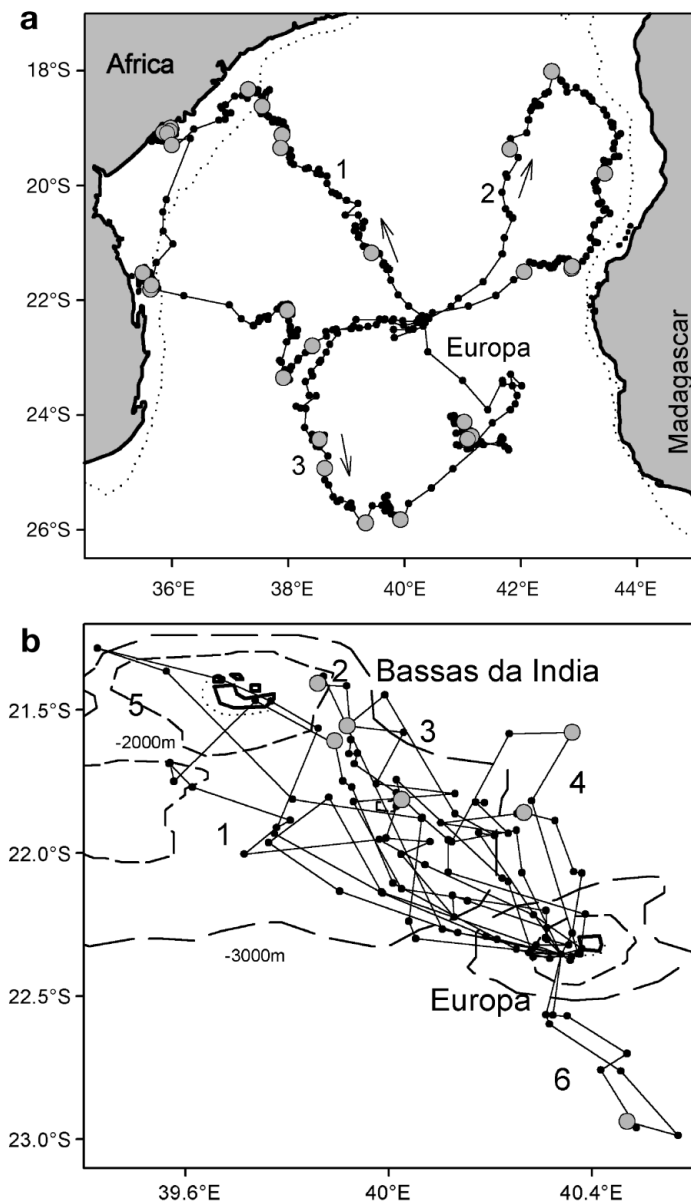 a
18°S
Africa
1
2
20°S
22°S
Europa
24°S
3
26°S
Madagascar
36°E
38°E
40°E
42°E
44°E
b
2
Bassas da India
21.5°S
5
3
-2000m
4
1
22.0°S
-3000m
22.5°S
Europa
6
23.0°S
39.6°E
40°E
40.4°E